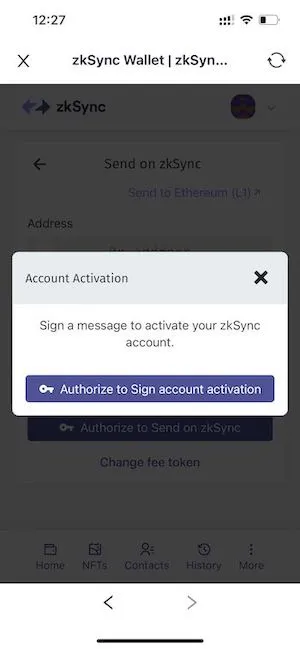 12:27
zkSync Wallet | zkSyn...
zkSync
Send on zkSync
Send to Ethereum (L1)
Address
Account Activation
Sign a message to activate your zkSync
account.
Authorize to Sign account activation
Authorize to Send on zkSync
Change fee token
Home NFTs Contacts History More